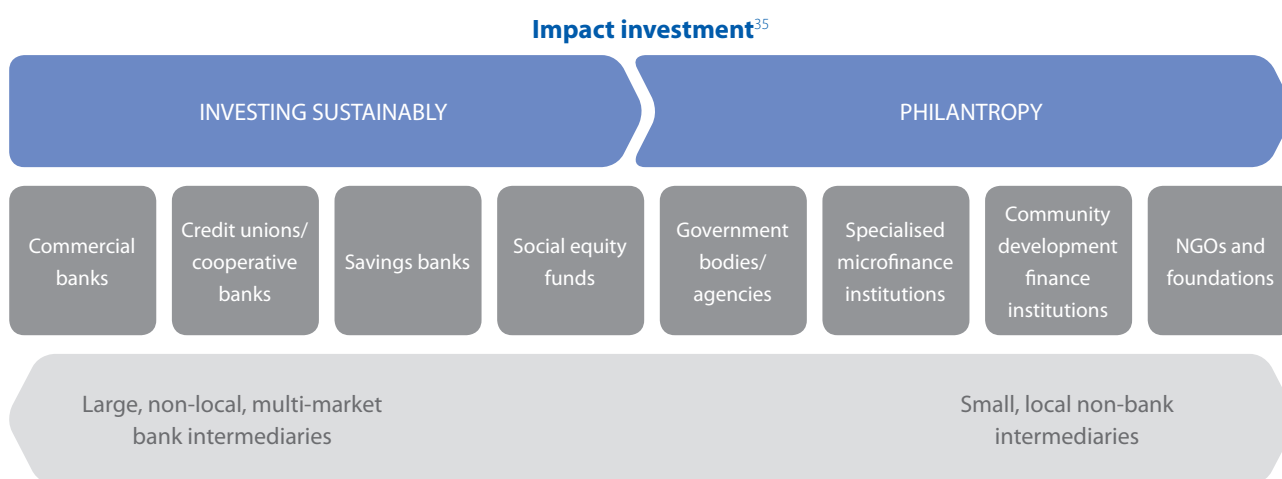 Impact investment35
INVESTING SUSTAINABLY
PHILANTROPY
Commercial
banks
Credit unions/
cooperative
banks
Savings banks
Social equity
funds
Government
bodies/
agencies
Specialised
microfinance
institutions
Community
development
finance
institutions
NGOs and
foundations
Large, non-local, multi-market
bank intermediaries
Small, local non-bank
intermediaries